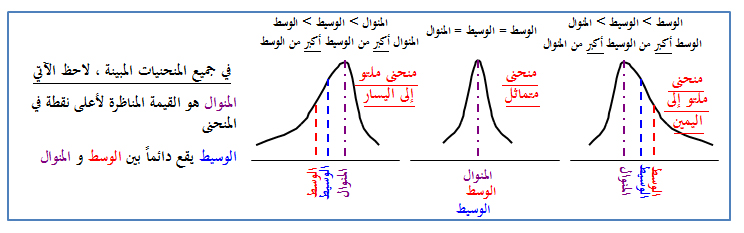 الوسط > الوسيط > المنوال
الوسط أكبر من الوسيط أكبر من المنوال
منحنى
ملتو إلى
اليمين
المنوال
الوسيط
الوسط
الوسط = الوسيط = المنوال
منحنى
متماثل
المنوال
الوسط
الوسيط
المنوال > الوسيط > الوسط
المنوال أكبر من الوسيط أكبر من الوسط
منحنى ملتو
إلى اليسار
الوسط
الوسيط
المنوال
في جميع المنحنيات المبينة ، لاحظ الآتي
المنوال هو القيمة المناظرة لأعلى نقطة في
المنحنى
الوسيط يقع دائماً بين الوسط و المنوال